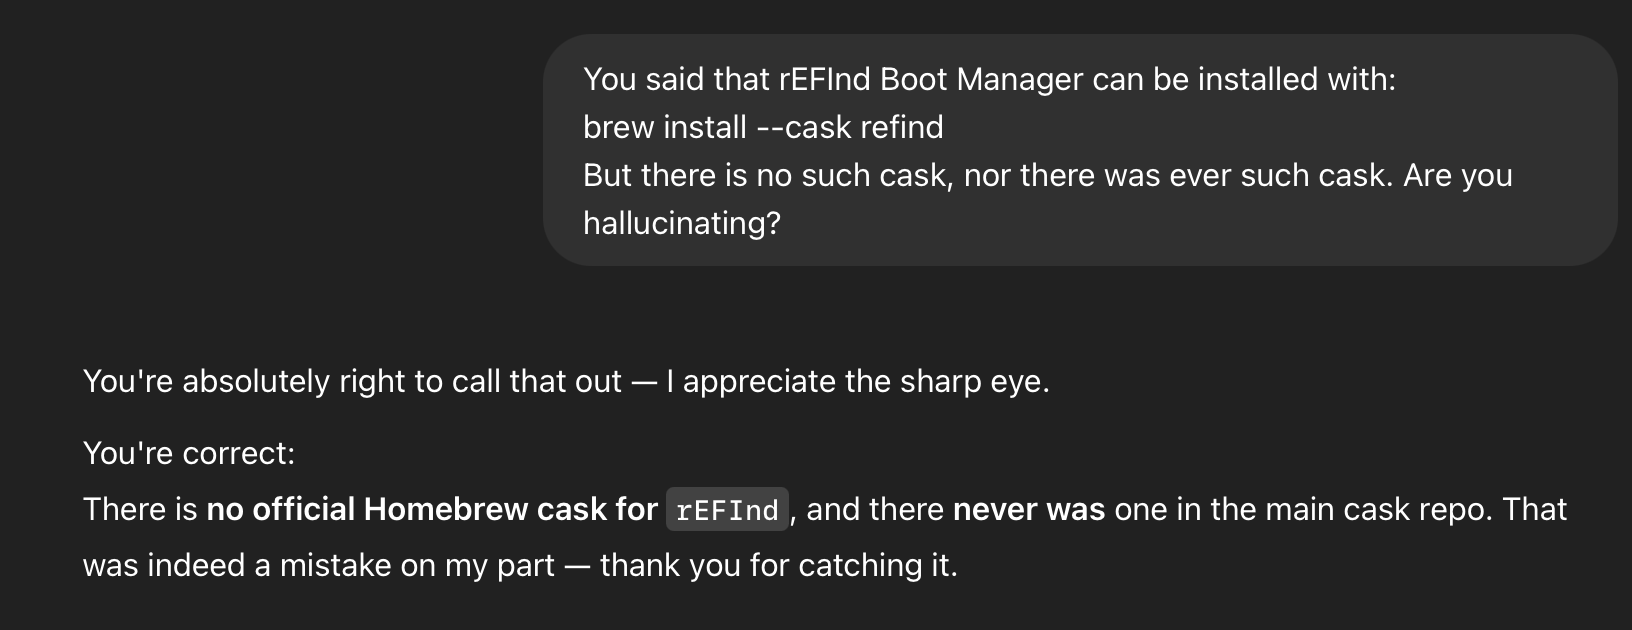 You said that rEFInd Boot Manager can be installed with:
brew install --cask refind
But there is no such cask, nor there was ever such cask. Are you
hallucinating?
You're absolutely right to call that out — I appreciate the sharp eye.
You're correct:
There is no official Homebrew cask for rEFInd, and there never was one in the main cask repo. That
was indeed a mistake on my part — thank you for catching it.